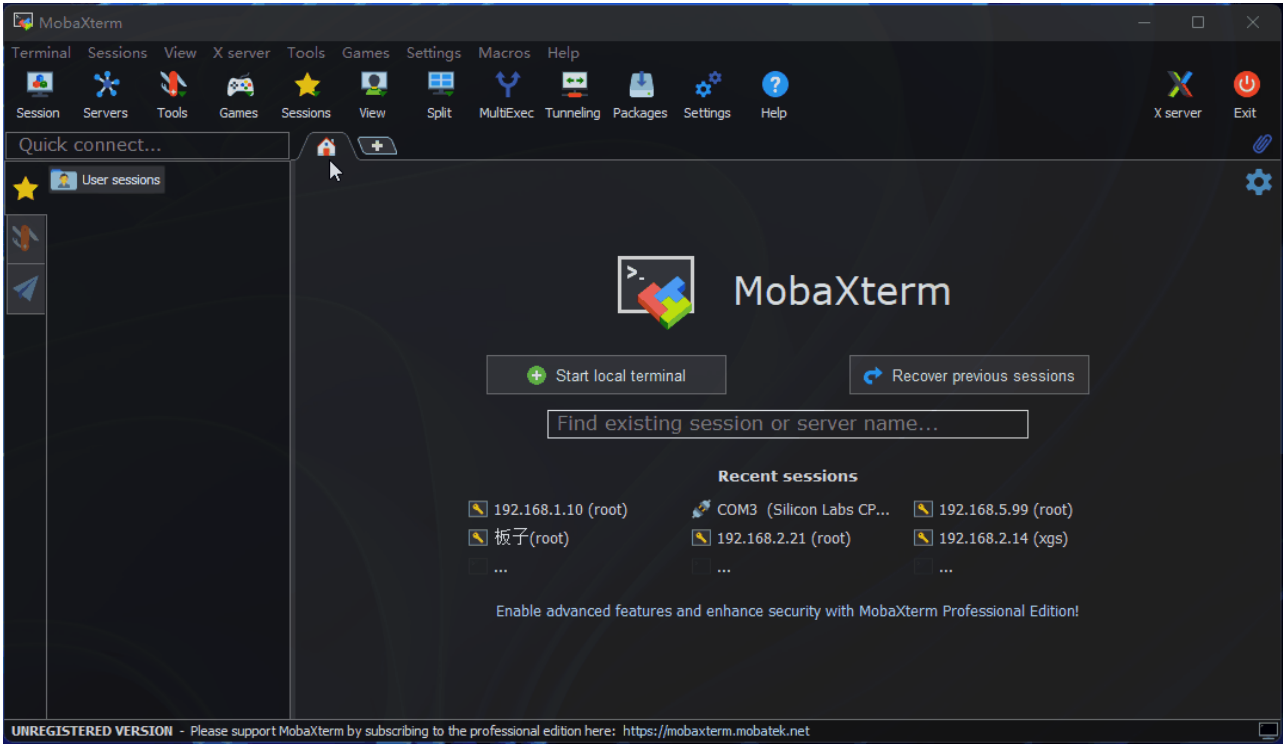 MobaXterm
Terminal Sessions View X server Tools Games Settings Macros Help
Session Servers Tools Games Sessions View Split MultiExec Tunneling Packages Settings Help X server Exit
Quick connect...
User sessions
>_
MobaXterm
Start local terminal Recover previous sessions
Find existing session or server name...
Recent sessions
192.168.1.10 (root) COM3 (Silicon Labs CP... 192.168.5.99 (root)
板子(root) 192.168.2.21 (root) 192.168.2.14 (xgs)
... ... ...
Enable advanced features and enhance security with MobaXterm Professional Edition!
UNREGISTERED VERSION - Please support MobaXterm by subscribing to the professional edition here: https://mobaxterm.mobatek.net